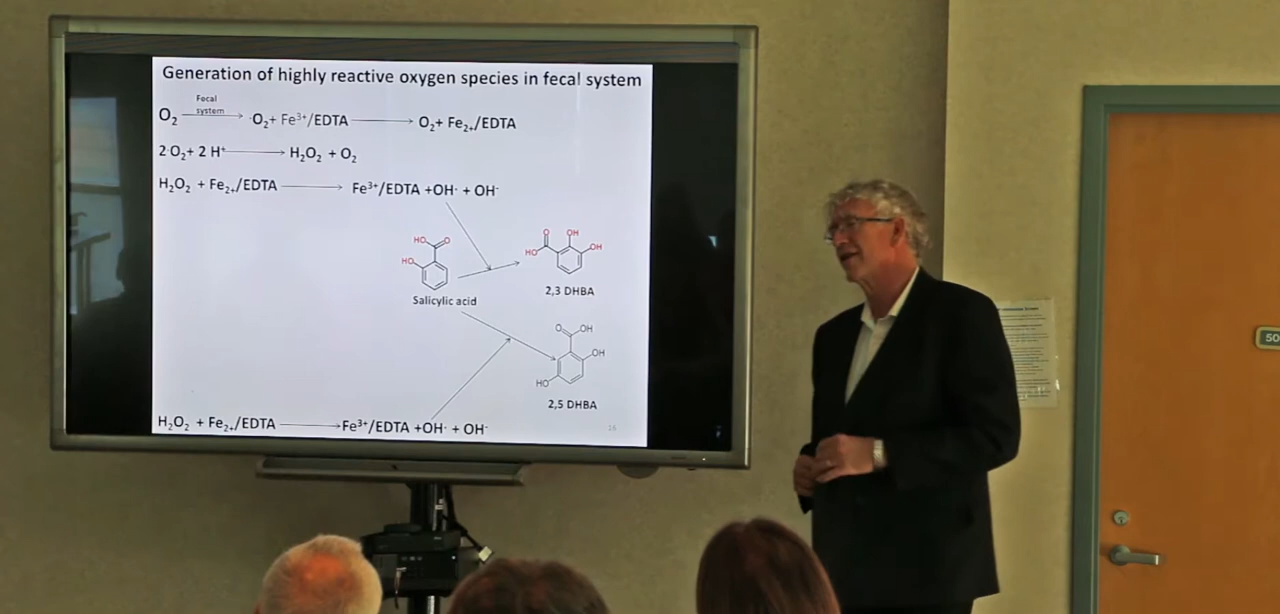 Generation of highly reactive oxygen species in fecal system
Fecal
system
O₂ → ·O₂+ Fe³⁺/EDTA → O₂+ Fe₂₊/EDTA
2·O₂+ 2 H⁺ → H₂O₂ + O₂
H₂O₂ + Fe₂₊/EDTA → Fe³⁺/EDTA +OH· + OH⁻
HO O
HO
Salicylic acid
O OH
HO OH
2,3 DHBA
O OH
OH
HO
2,5 DHBA
H₂O₂ + Fe₂₊/EDTA → Fe³⁺/EDTA +OH· + OH⁻
16
50